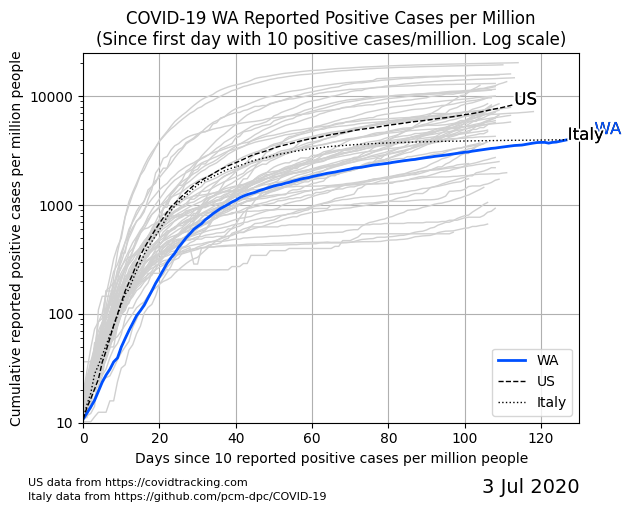 COVID-19 WA Reported Positive Cases per Million
(Since first day with 10 positive cases/million. Log scale)
Cumulative reported positive cases per million people
10000
1000
100
10
US
WA
Italy
WA
US
Italy
0 20 40 60 80 100 120
Days since 10 reported positive cases per million people
US data from https://covidtracking.com
Italy data from https://github.com/pcm-dpc/COVID-19
3 Jul 2020